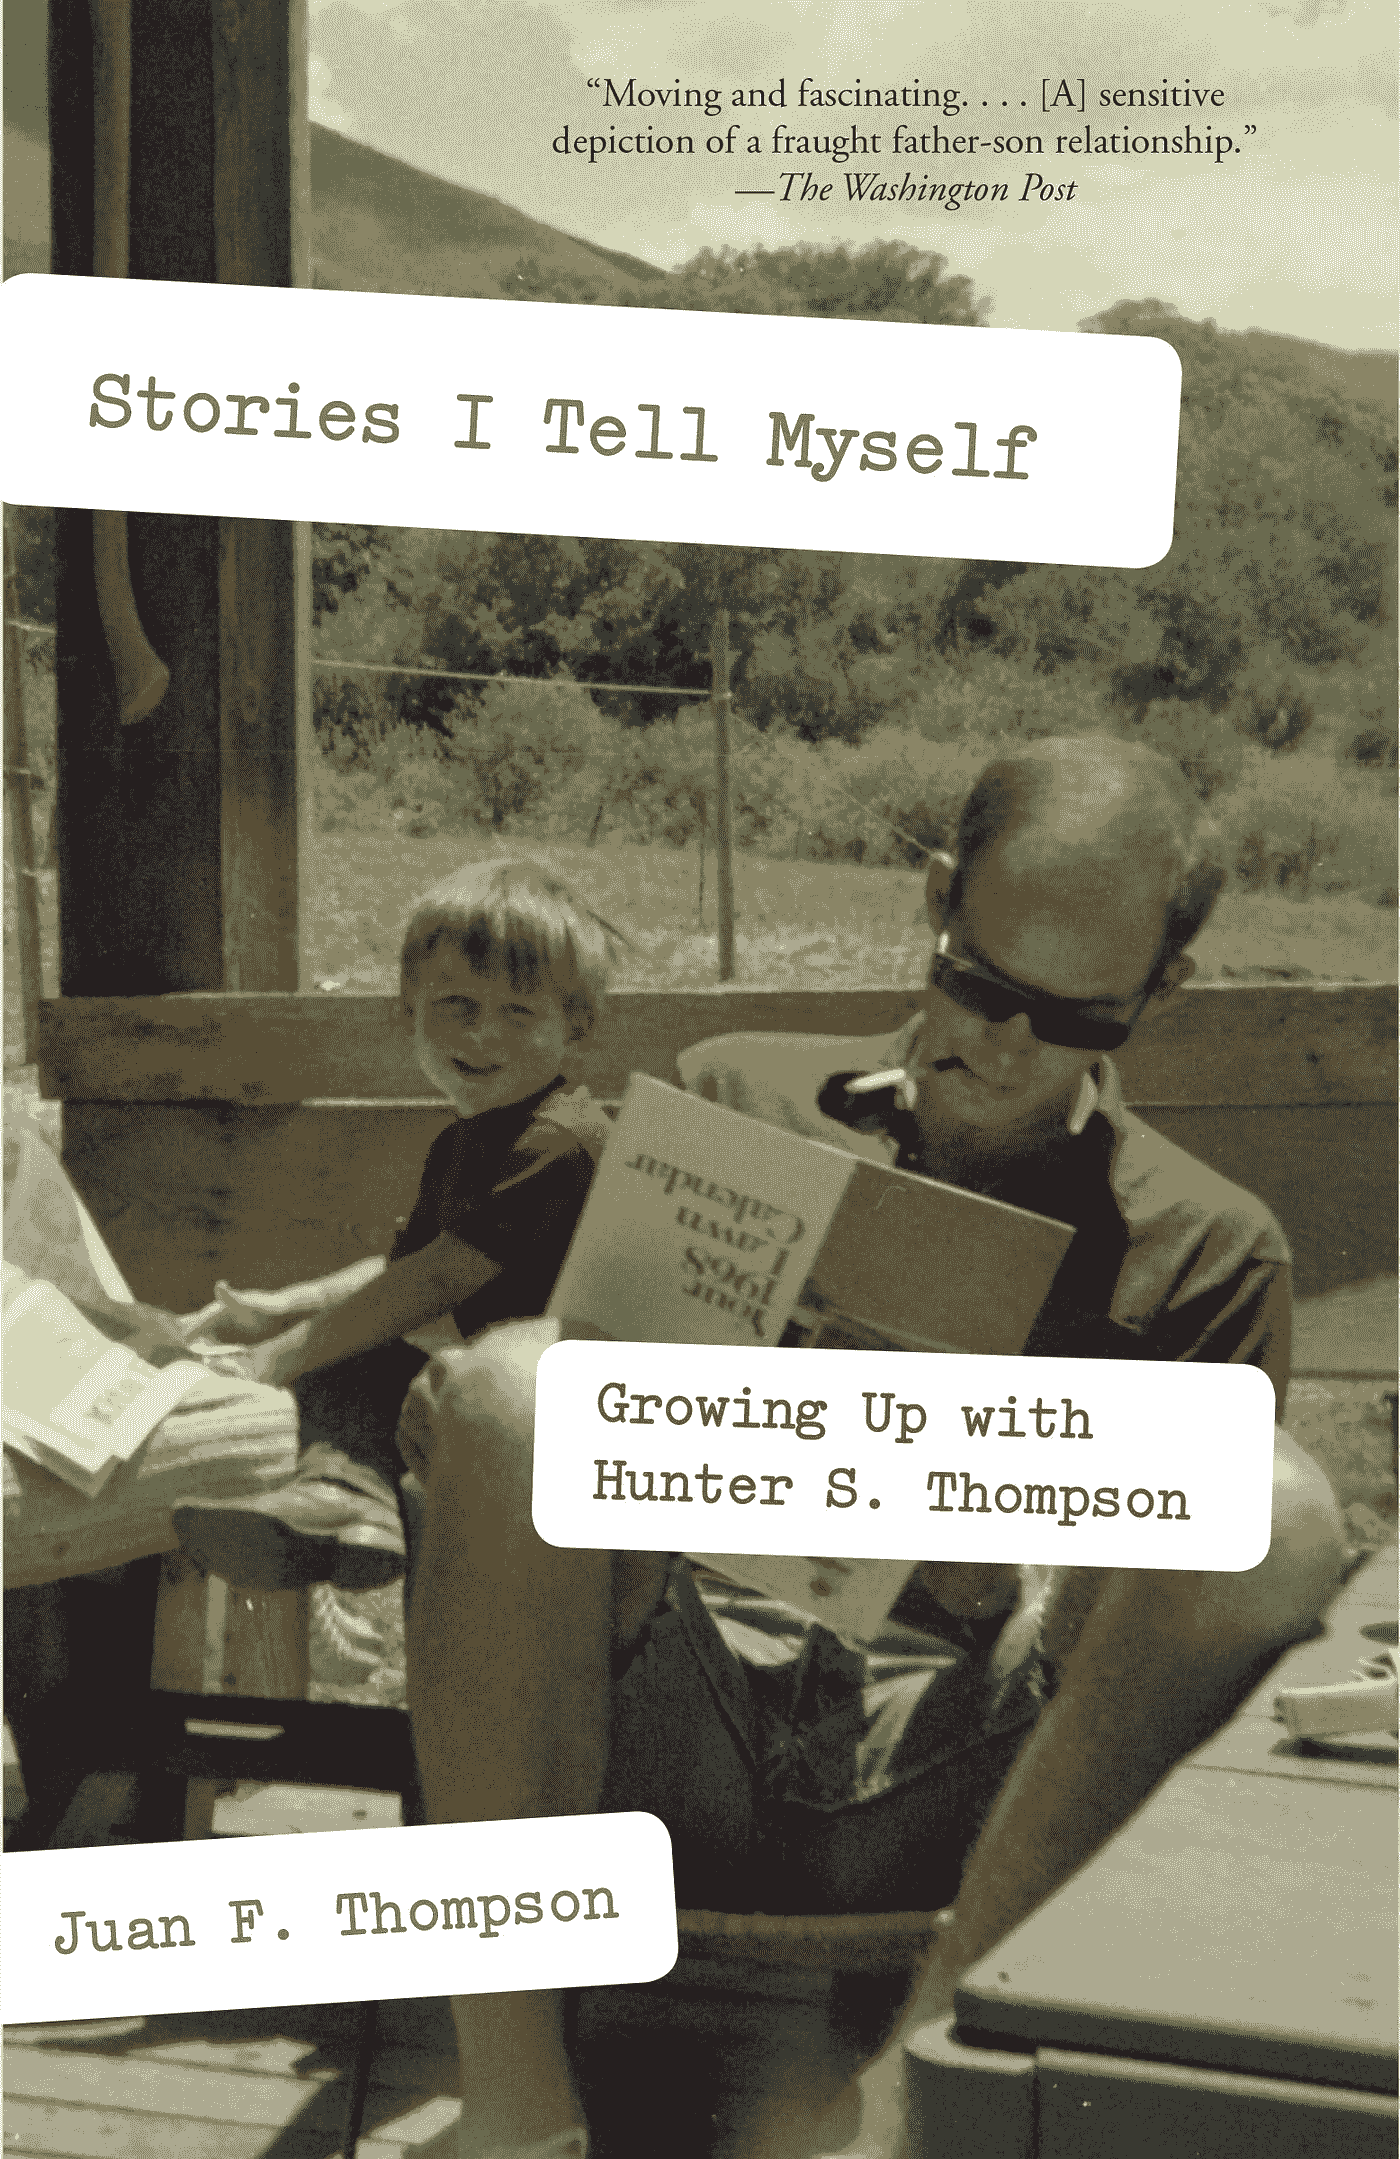 “Moving and fascinating. . . . [A] sensitive
depiction of a fraught father-son relationship.”
—The Washington Post
Stories I Tell Myself
Your
1968
Lawn
Calendar
Growing Up with
Hunter S. Thompson
Juan F. Thompson